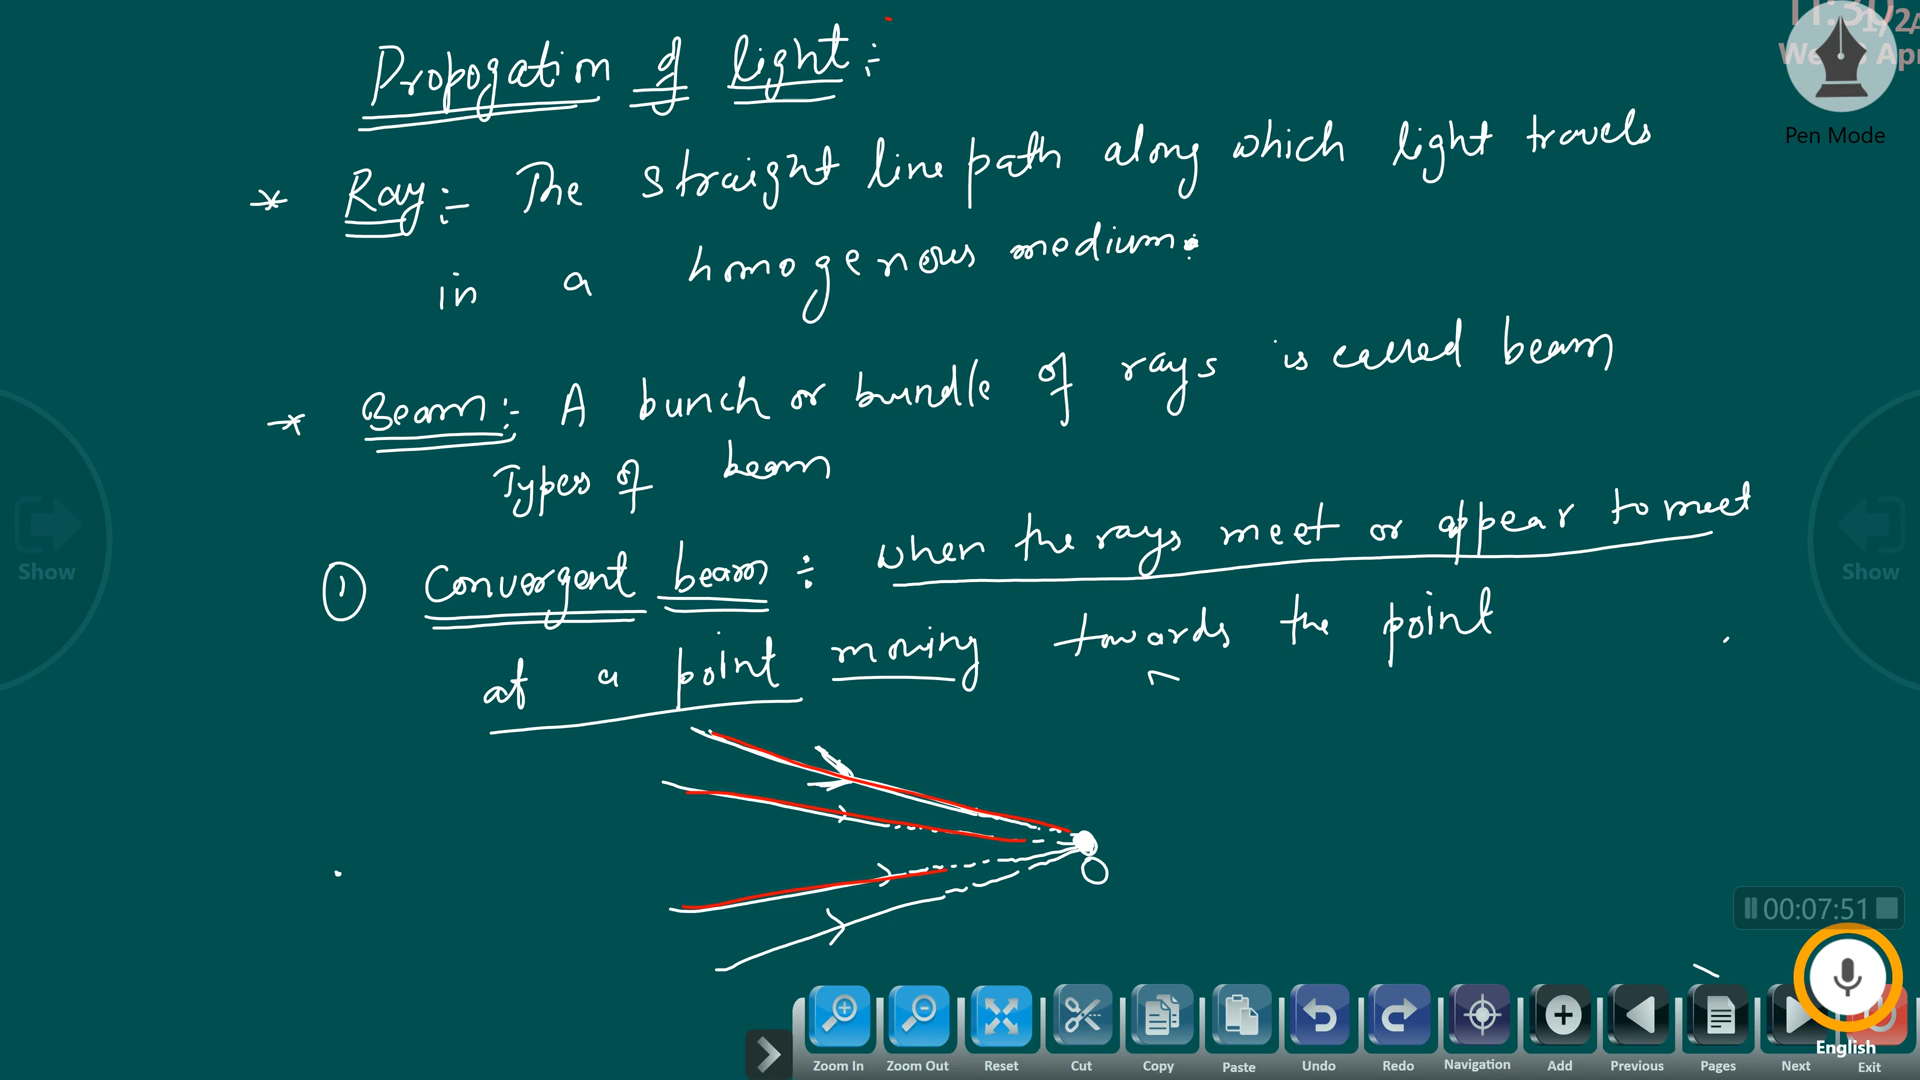 Propogation of light :-
* Ray :- The straight line path along which light travels
in a homogenous medium.
* Beam :- A bunch or bundle of rays is called beam
Types of beam
① Convergent beam : when the rays meet or appear to meet
at a point moving towards the point
O
Pen Mode
Show
Show
00:07:51
English
Zoom In Zoom Out Reset Cut Copy Paste Undo Redo Navigation Add Previous Pages Next Exit